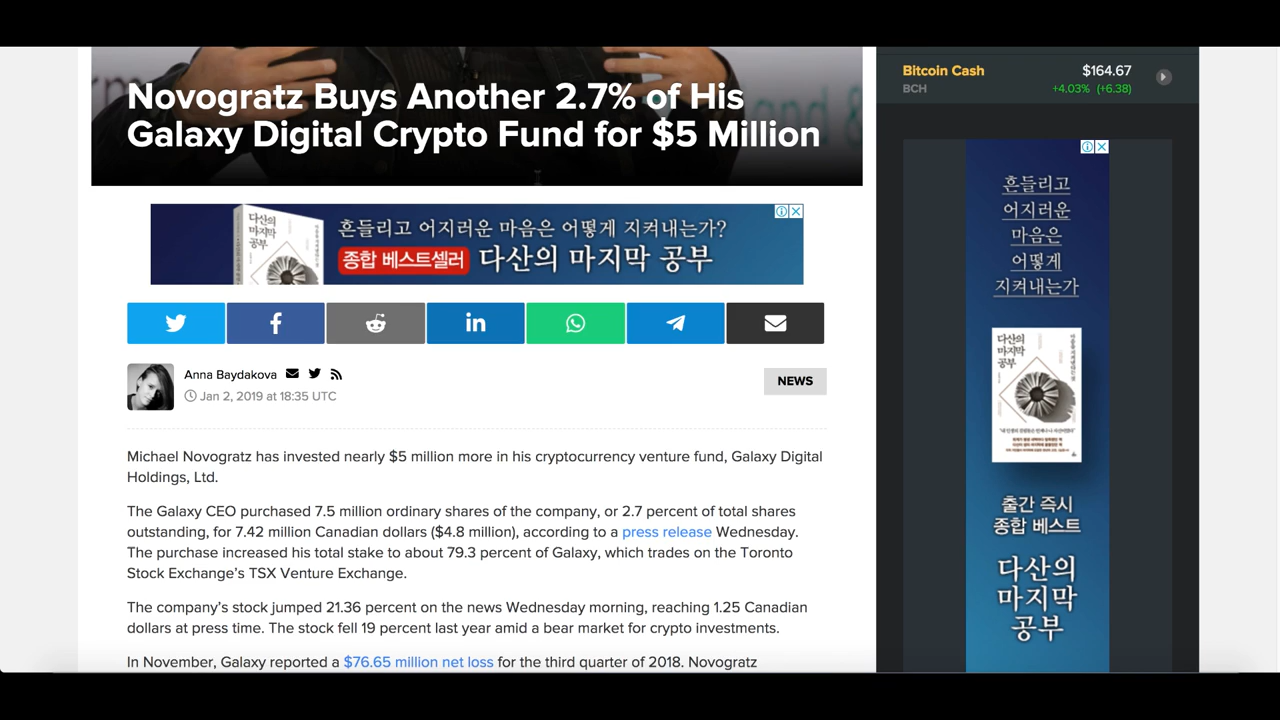 Novogratz Buys Another 2.7% of His
Galaxy Digital Crypto Fund for $5 Million
다산의
마지막
공부
흔들리고 어지러운 마음은 어떻게 지켜내는가?
종합 베스트셀러 다산의 마지막 공부
Anna Baydakova
Jan 2, 2019 at 18:35 UTC
NEWS
Michael Novogratz has invested nearly $5 million more in his cryptocurrency venture fund, Galaxy Digital
Holdings, Ltd.
The Galaxy CEO purchased 7.5 million ordinary shares of the company, or 2.7 percent of total shares
outstanding, for 7.42 million Canadian dollars ($4.8 million), according to a press release Wednesday.
The purchase increased his total stake to about 79.3 percent of Galaxy, which trades on the Toronto
Stock Exchange’s TSX Venture Exchange.
The company’s stock jumped 21.36 percent on the news Wednesday morning, reaching 1.25 Canadian
dollars at press time. The stock fell 19 percent last year amid a bear market for crypto investments.
In November, Galaxy reported a $76.65 million net loss for the third quarter of 2018. Novogratz
Bitcoin Cash $164.67
BCH +4.03% (+6.38)
흔들리고
어지러운
마음은
어떻게
지켜내는가
다산의
마지막
공부
출간 즉시
종합 베스트
다산의
마지막
공부